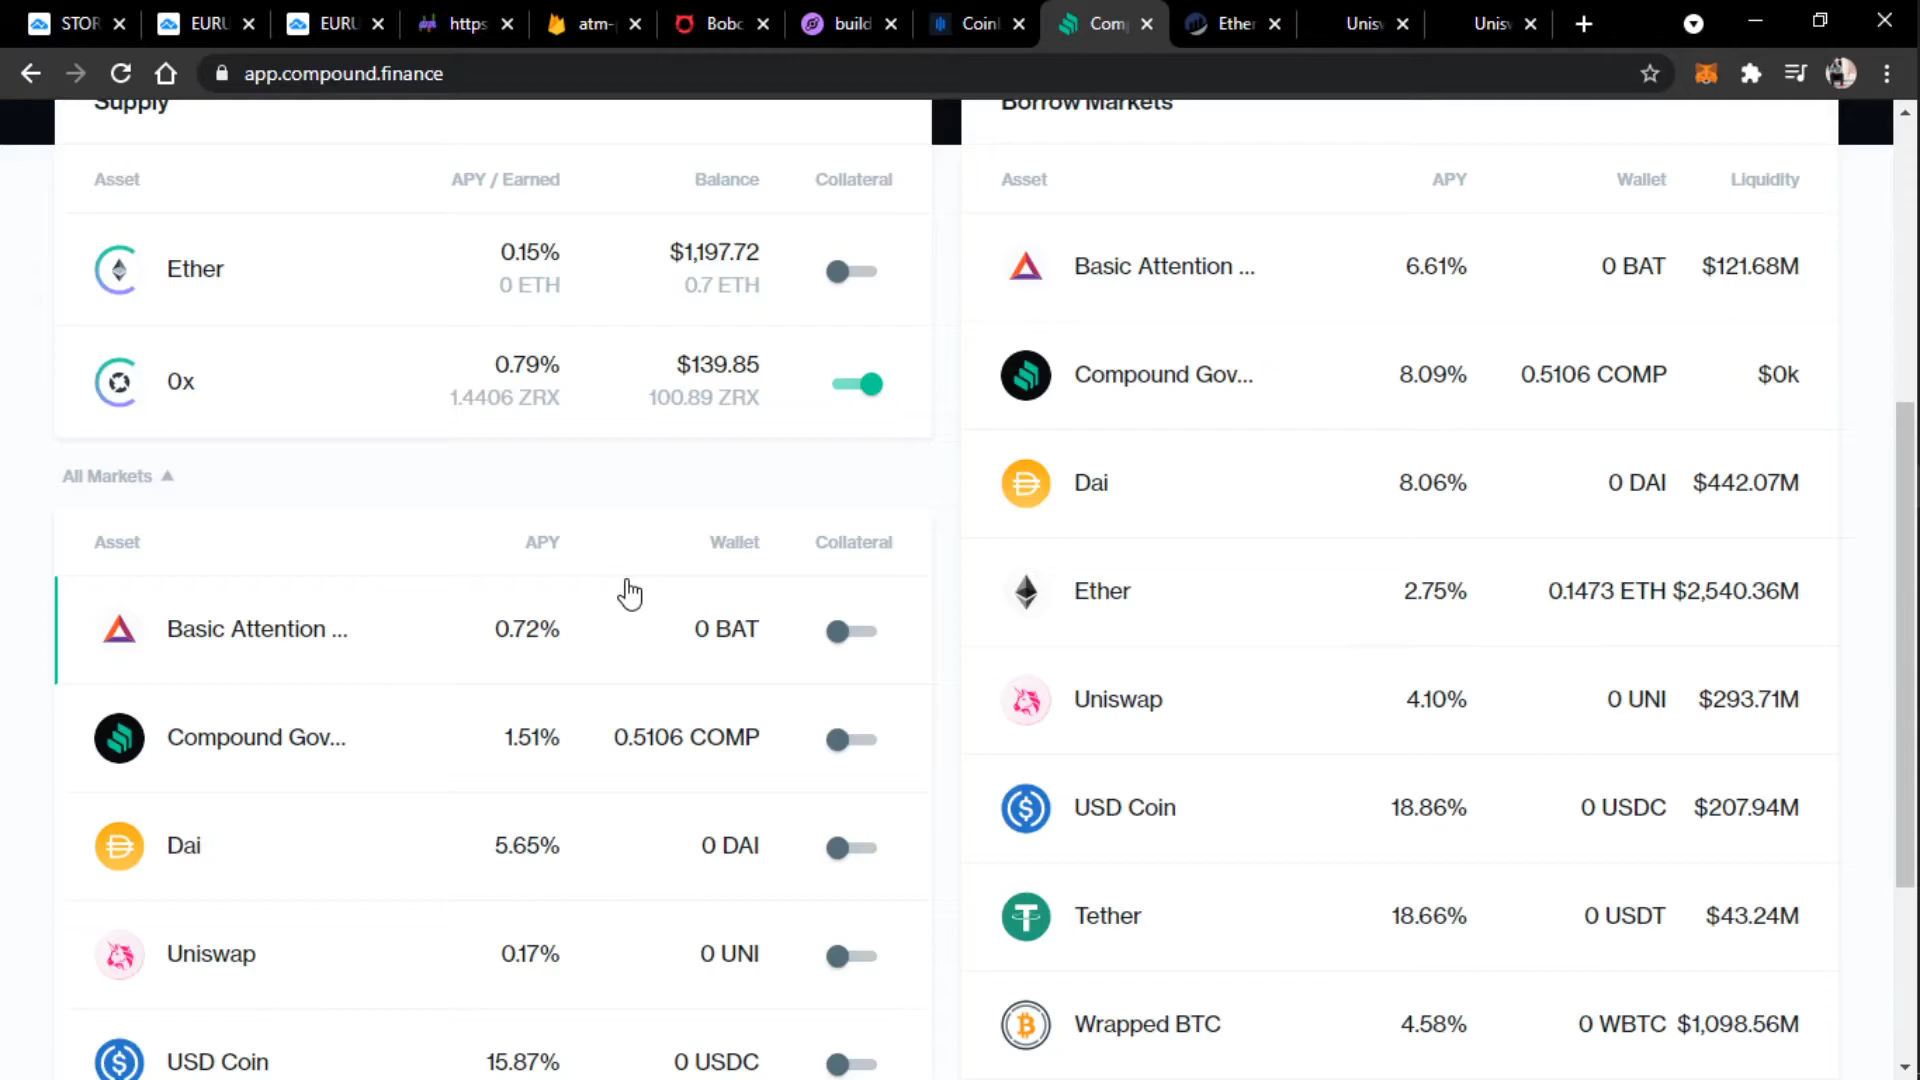 STOR
EURU
EURU
https
atm-
Bobc
build
Coinl
Com
Ether
Unisv
Unisv
app.compound.finance
Supply
Asset
APY / Earned
Balance
Collateral
Ether
0.15%
0 ETH
$1,197.72
0.7 ETH
0x
0.79%
1.4406 ZRX
$139.85
100.89 ZRX
All Markets ▲
Asset
APY
Wallet
Collateral
Basic Attention ...
0.72%
0 BAT
Compound Gov...
1.51%
0.5106 COMP
Dai
5.65%
0 DAI
Uniswap
0.17%
0 UNI
USD Coin
15.87%
0 USDC
Borrow Markets
Asset
APY
Wallet
Liquidity
Basic Attention ...
6.61%
0 BAT
$121.68M
Compound Gov...
8.09%
0.5106 COMP
$0k
Dai
8.06%
0 DAI
$442.07M
Ether
2.75%
0.1473 ETH
$2,540.36M
Uniswap
4.10%
0 UNI
$293.71M
USD Coin
18.86%
0 USDC
$207.94M
Tether
18.66%
0 USDT
$43.24M
Wrapped BTC
4.58%
0 WBTC
$1,098.56M